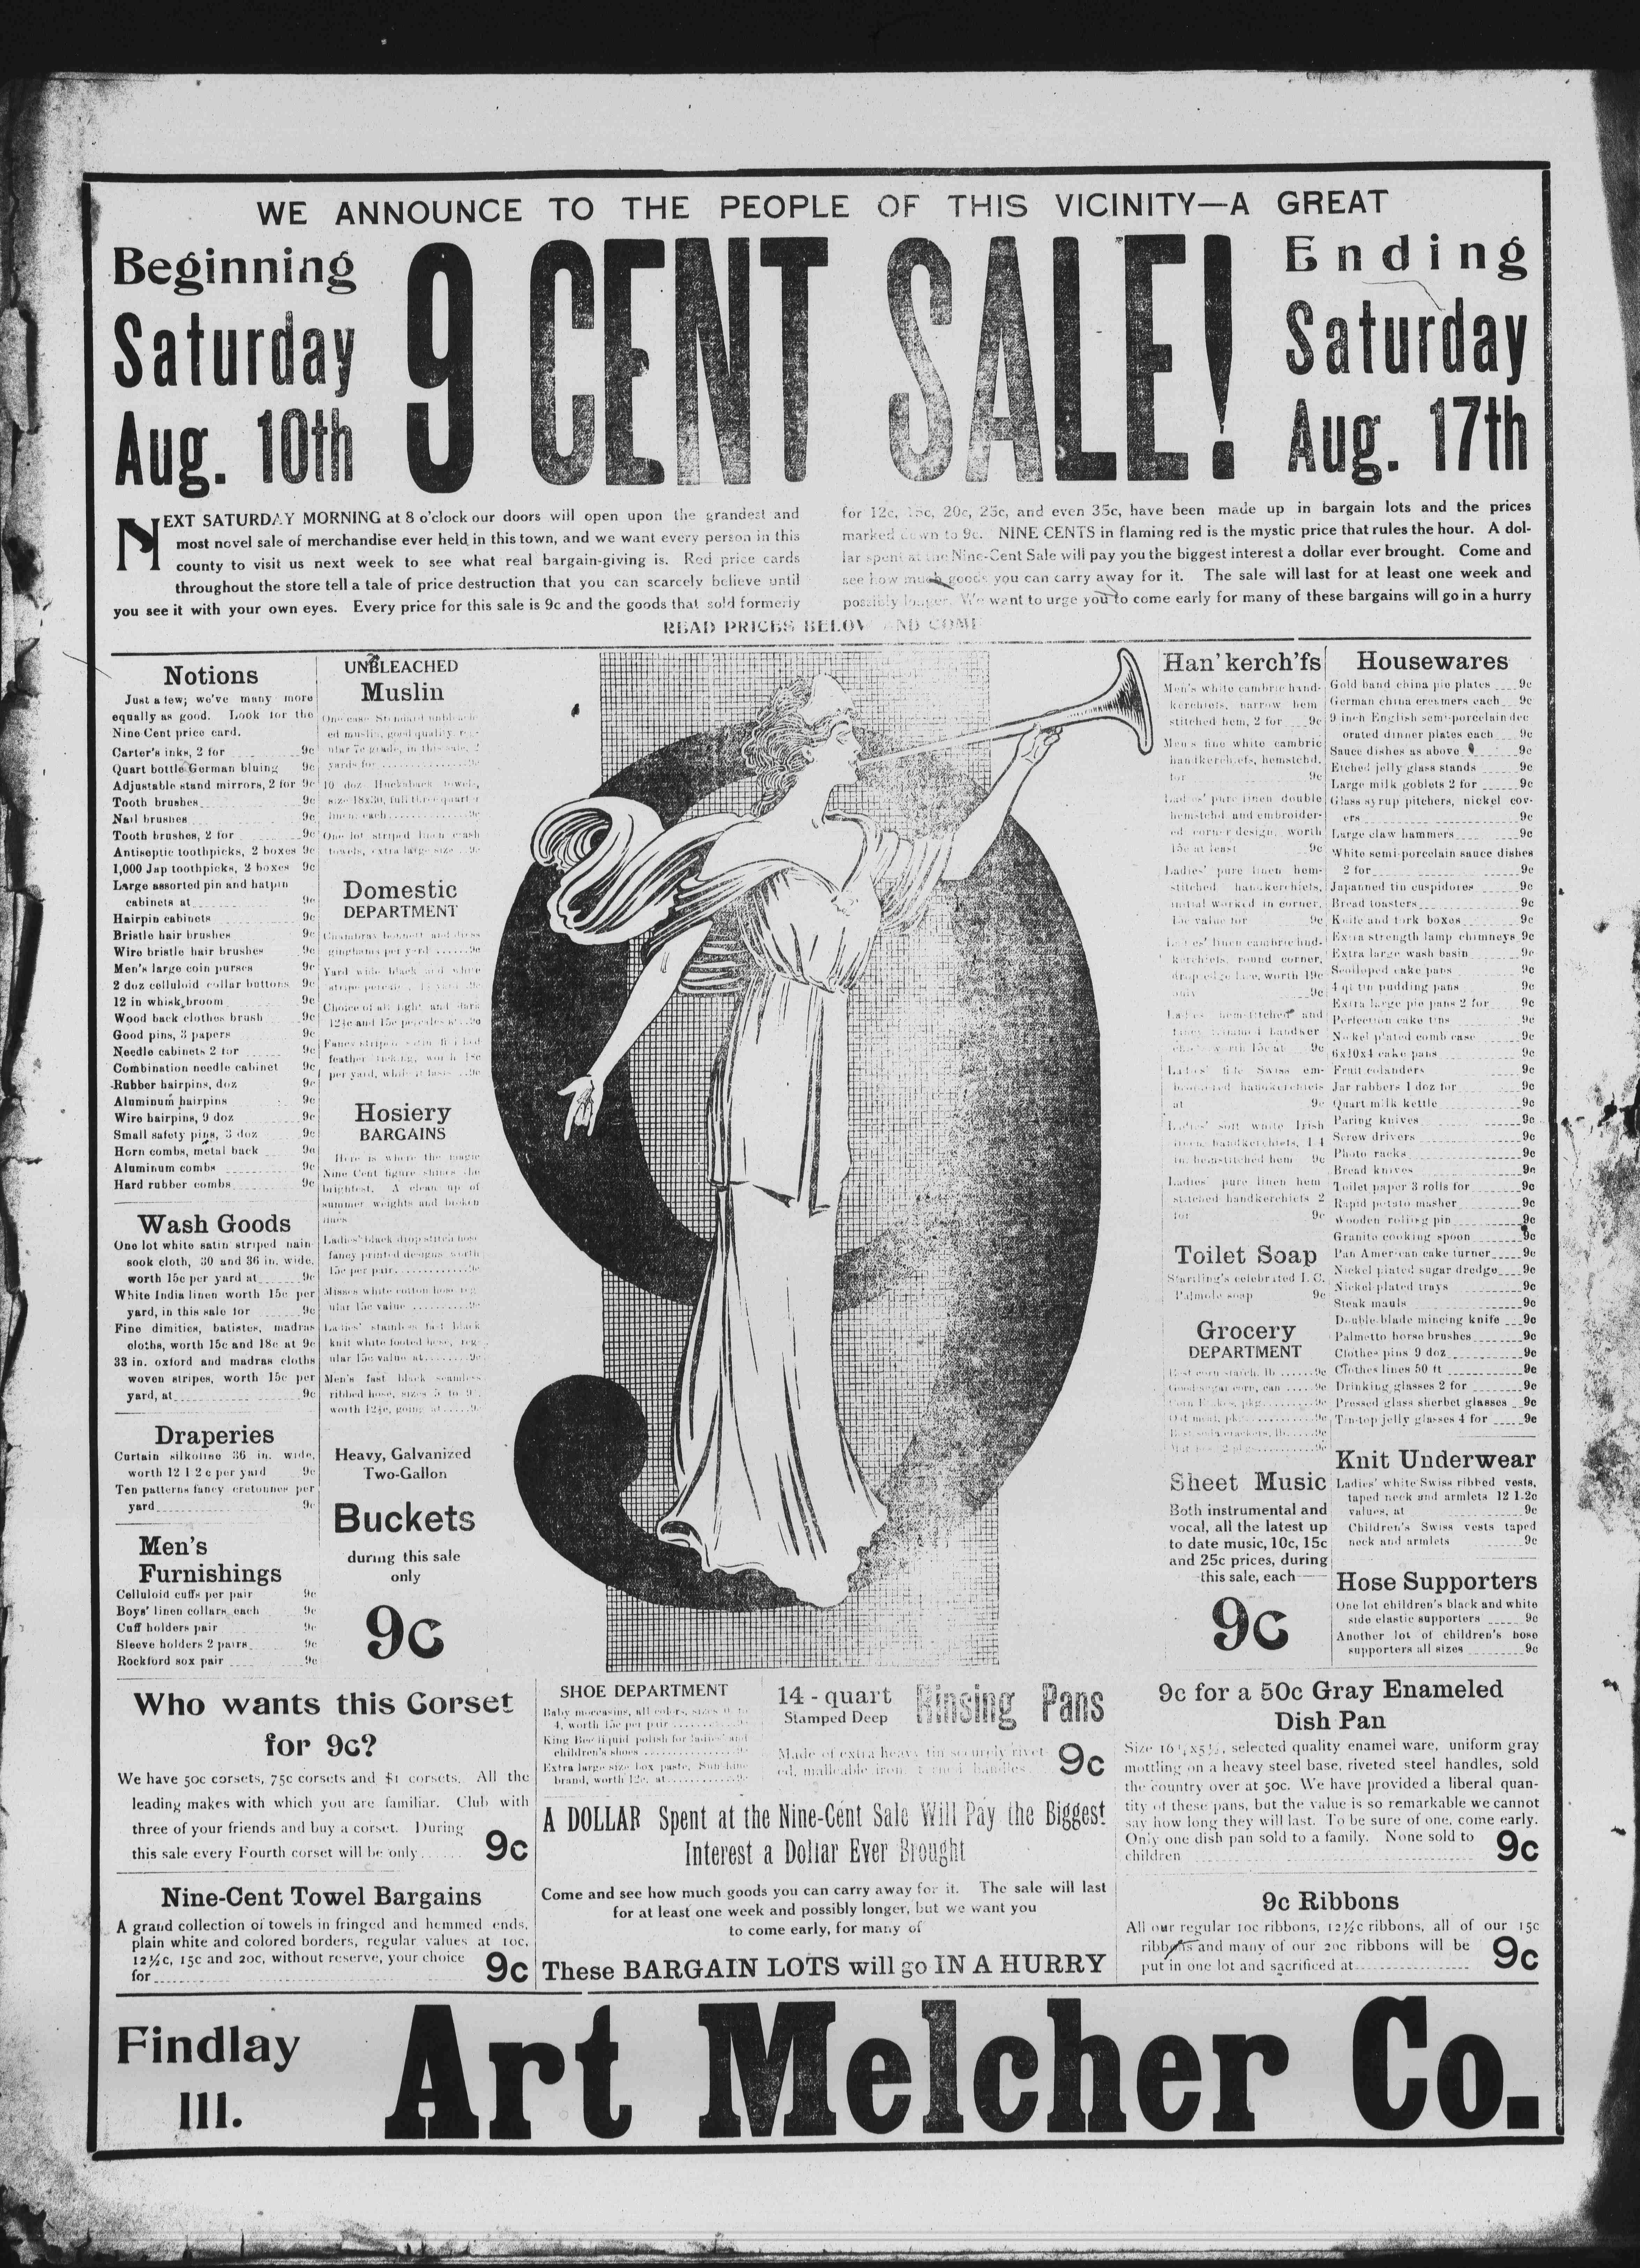 WE ANNOUNCE TO THE PEOPLE OF THIS VICINITY—A GREAT
Beginning
Saturday
Aug. 10th
9 CENT SALE!
Ending
Saturday
Aug. 17th
NEXT SATURDAY MORNING at 8 o'clock our doors will open upon the grandest and
most novel sale of merchandise ever held in this town, and we want every person in this
county to visit us next week to see what real bargain-giving is. Red price cards
throughout the store tell a tale of price destruction that you can scarcely believe until
you see it with your own eyes. Every price for this sale is 9c and the goods that sold formerly
for 12c, 15c, 20c, 25c, and even 35c, have been made up in bargain lots and the prices
marked down to 9c. NINE CENTS in flaming red is the mystic price that rules the hour. A dol-
lar spent at the Nine-Cent Sale will pay you the biggest interest a dollar ever brought. Come and
see how much goods you can carry away for it. The sale will last for at least one week and
possibly longer. We want to urge you to come early for many of these bargains will go in a hurry
READ PRICES BELOW AND COME
Notions
Just a few; we've many more
equally as good. Look for the
Nine Cent price card.
Carter's inks, 2 for 9c
Quart bottle German bluing 9c
Adjustable stand mirrors, 2 for 9c
Tooth brushes 9c
Nail brushes 9c
Tooth brushes, 2 for 9c
Antiseptic toothpicks, 2 boxes 9c
1,000 Jap toothpicks, 2 boxes 9c
Large assorted pin and hatpin
cabinets at 9c
Hairpin cabinets 9c
Bristle hair brushes 9c
Wire bristle hair brushes 9c
Men's large coin purses 9c
2 doz celluloid collar buttons 9c
12 in whisk broom 9c
Wood back clothes brush 9c
Good pins, 3 papers 9c
Needle cabinets 2 for 9c
Combination needle cabinet 9c
Rubber hairpins, doz 9c
Aluminum hairpins 9c
Wire hairpins, 9 doz 9c
Small safety pins, 3 doz 9c
Horn combs, metal back 9c
Aluminum combs 9c
Hard rubber combs 9c
Wash Goods
One lot white satin striped nain
sook cloth, 30 and 36 in. wide,
worth 15c per yard at 9c
White India linen worth 15c per
yard, in this sale for 9c
Fine dimities, batistes, madras
cloths, worth 15c and 18c at 9c
33 in. oxford and madras cloths
woven stripes, worth 15c per
yard, at 9c
Draperies
Curtain silkoline 36 in. wide,
worth 12 1 2 c per yard 9c
Ten patterns fancy cretonnes per
yard 9c
Men's
Furnishings
Celluloid cuffs per pair 9c
Boys' linen collars each 9c
Cuff holders pair 9c
Sleeve holders 2 pairs 9c
Rockford sox pair 9c
UNBLEACHED
Muslin
One case Standard unbleach-
ed muslin, good quality, reg-
ular 7c grade, in this sale, 2
yards for 9c
10 doz Huckaback towels,
size 18x30, full three quarter
linen, each 9c
One lot striped linen crash
towels, extra large size 9c
Domestic
DEPARTMENT
Chambray bonnett and dress
ginghams per yard 9c
Yard wide black and white
stripe
Choice of all light and dark
12½c and 15c percales at 9c
Fancy stripes satin finished
feather ticking, worth 18c
per yard, while it lasts 9c
Hosiery
BARGAINS
Here is where the magic
Nine Cent figure shines the
brightest. A clean up of
summer weights and broken
lines
Ladies' black drop stitch hose
fancy printed designs worth
15c per pair 9c
Misses white cotton hose reg
ular 15c value 9c
Ladies' stainless fast black
knit white footed hose, reg
ular 15c value at 9c
Men's fast black seamless
ribbed hose, sizes 5 to 9
worth 12½c, going at 9c
Heavy, Galvanized
Two-Gallon
Buckets
during this sale
only
9c
Han'kerch'fs
Men's white cambric hand-
kerchiefs, narrow hem
stitched hem, 2 for 9c
Men's fine white cambric
handkerchiefs, hemstchd,
for 9c
Ladies' pure linen double
hemstchd and embroider-
ed corner design, worth
15c at least 9c
Ladies' pure linen hem-
stitched handkerchiefs,
initial worked in corner,
15c value for 9c
Ladies' linen cambric hnd-
kerchiefs, round corner,
drop edge lace, worth 19c
only 9c
Ladies' hemstitched and
fancy handker
chiefs worth 15c at 9c
Ladies' fine Swiss em-
broidered handkerchiefs
at 9c
Ladies' soft white Irish
linen handkerchiefs, 1 4
in. hemstitched hem 9c
Ladies' pure linen hem
stitched handkerchiefs 2
for 9c
Toilet Soap
celebrated I. C.
Palmole soap 9c
Grocery
DEPARTMENT
Best corn starch, lb 9c
Good sugar corn, can 9c
Corn Flakes, pkg 9c
Oat meal, pk 9c
Best soda crackers, lb 9c
2 pkgs 9c
Sheet Music
Both instrumental and
vocal, all the latest up
to date music, 10c, 15c
and 25c prices, during
this sale, each
9c
Housewares
Gold band china pie plates 9c
German china creamers each 9c
9 inch English semi-porcelain dec
orated dinner plates each 9c
Sauce dishes as above 9c
Etched jelly glass stands 9c
Large milk goblets 2 for 9c
Glass syrup pitchers, nickel cov-
ers 9c
Large claw hammers 9c
White semi-porcelain sauce dishes
2 for 9c
Japanned tin cuspidores 9c
Bread toasters 9c
Knife and fork boxes 9c
Extra strength lamp chimneys 9c
Extra large wash basin 9c
Scolloped cake pans 9c
4 qt tin pudding pans 9c
Extra large pie pans 2 for 9c
Perfection cake tins 9c
Nickel plated comb case 9c
6x10x4 cake pans 9c
Fruit colanders 9c
Jar rubbers 1 doz for 9c
Quart milk kettle 9c
Paring knives 9c
Screw drivers 9c
Photo racks 9c
Bread knives 9c
Toilet paper 3 rolls for 9c
Rapid potato masher 9c
Wooden rolling pin 9c
Granite cooking spoon 9c
Pan American cake turner 9c
Nickel plated sugar dredge 9c
Nickel plated trays 9c
Steak mauls 9c
Double blade mincing knife 9c
Palmetto horse brushes 9c
Clothes pins 9 doz 9c
Clothes lines 50 ft 9c
Drinking glasses 2 for 9c
Pressed glass sherbet glasses 9c
Tin-top jelly glasses 4 for 9c
Knit Underwear
Ladies' white Swiss ribbed vests,
taped neck and armlets 12 1-2c
values, at 9c
Children's Swiss vests taped
neck and armlets 9c
Hose Supporters
One lot children's black and white
side elastic supporters 9c
Another lot of children's hose
supporters all sizes 9c
Who wants this Corset
for 9c?
We have 50c corsets, 75c corsets and $1 corsets. All the
leading makes with which you are familiar. Club with
three of your friends and buy a corset. During
this sale every Fourth corset will be only 9c
Nine-Cent Towel Bargains
A grand collection of towels in fringed and hemmed ends,
plain white and colored borders, regular values at 10c,
12½c, 15c and 20c, without reserve, your choice
for 9c
SHOE DEPARTMENT
Baby moccasins, all colors, sizes 0 to
4, worth 15c per pair 9c
King Bee liquid polish for ladies' and
children's shoes 9c
Extra large size box paste, Sunshine
brand, worth 12c, at 9c
14-quart
Stamped Deep
Rinsing Pans
Made of extra heavy tin securely rivet-
ed, malleable iron, tinned handles
9c
A DOLLAR Spent at the Nine-Cent Sale Will Pay the Biggest
Interest a Dollar Ever Brought
Come and see how much goods you can carry away for it. The sale will last
for at least one week and possibly longer, but we want you
to come early, for many of
These BARGAIN LOTS will go IN A HURRY
9c for a 50c Gray Enameled
Dish Pan
Size 16¼x5½, selected quality enamel ware, uniform gray
mottling on a heavy steel base, riveted steel handles, sold
the country over at 50c. We have provided a liberal quan-
tity of these pans, but the value is so remarkable we cannot
say how long they will last. To be sure of one, come early.
Only one dish pan sold to a family. None sold to
children 9c
9c Ribbons
All our regular 10c ribbons, 12½c ribbons, all of our 15c
ribbons and many of our 20c ribbons will be
put in one lot and sacrificed at 9c
Findlay
Ill.
Art Melcher Co.